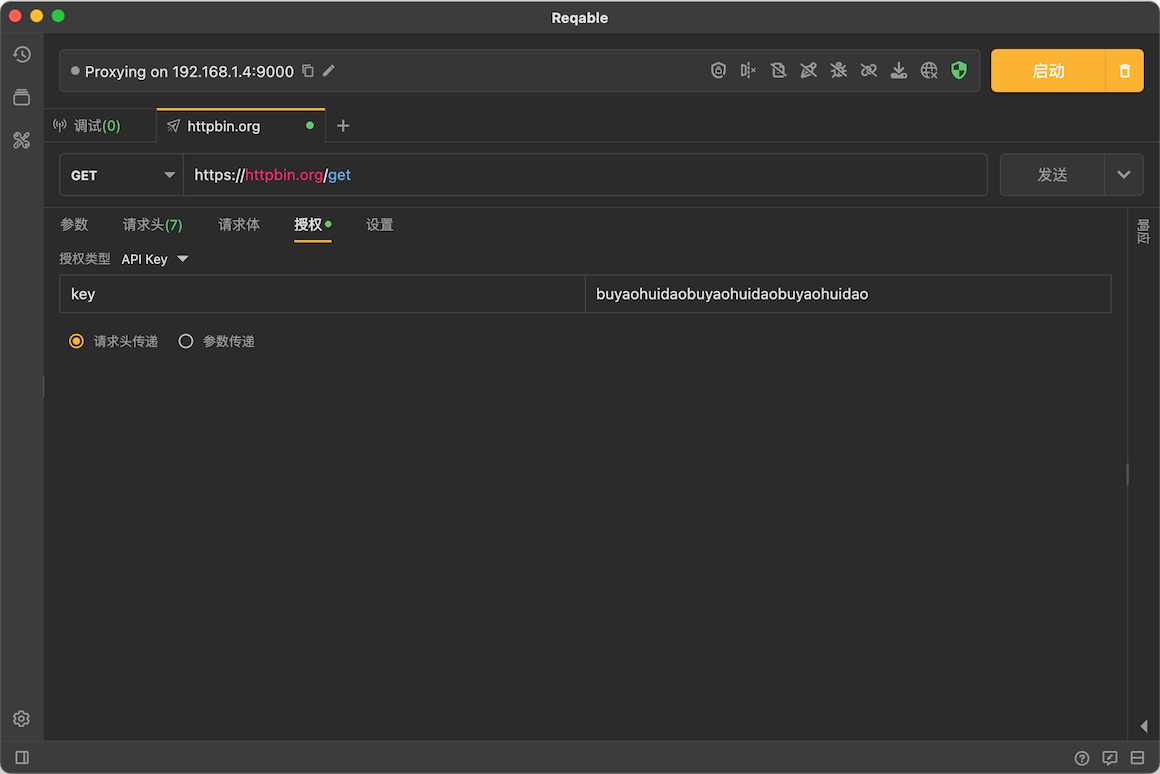 Reqable
Proxying on 192.168.1.4:9000
启动
调试(0)
httpbin.org
GET
https://httpbin.org/get
发送
参数
请求头(7)
请求体
授权
设置
响应
授权类型 API Key
key
buyaohuidaobuyaohuidaobuyaohuidao
请求头传递
参数传递